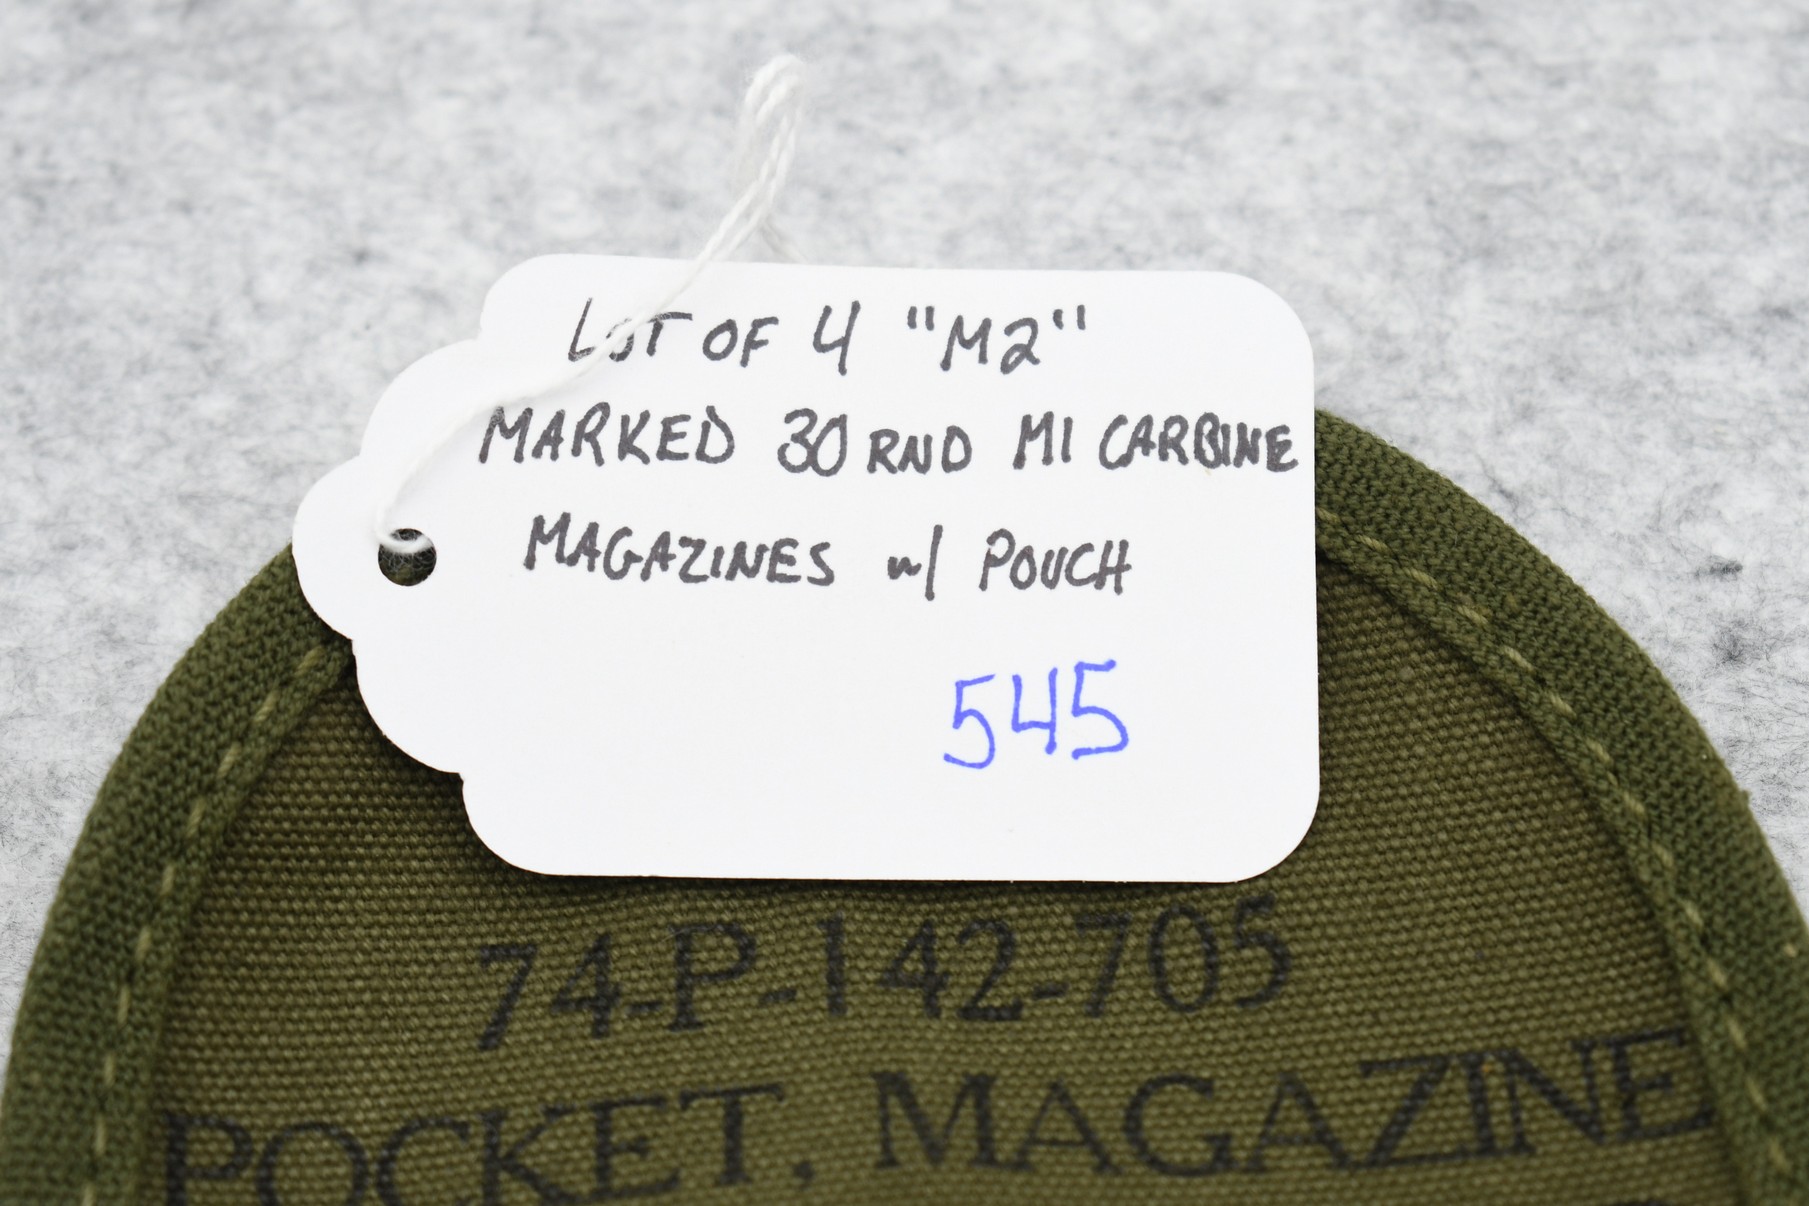 LOT OF 4 "M2"
MARKED 30 RND M1 CARBINE
MAGAZINES w/ POUCH
545
74-P-142-705
POCKET, MAGAZINE